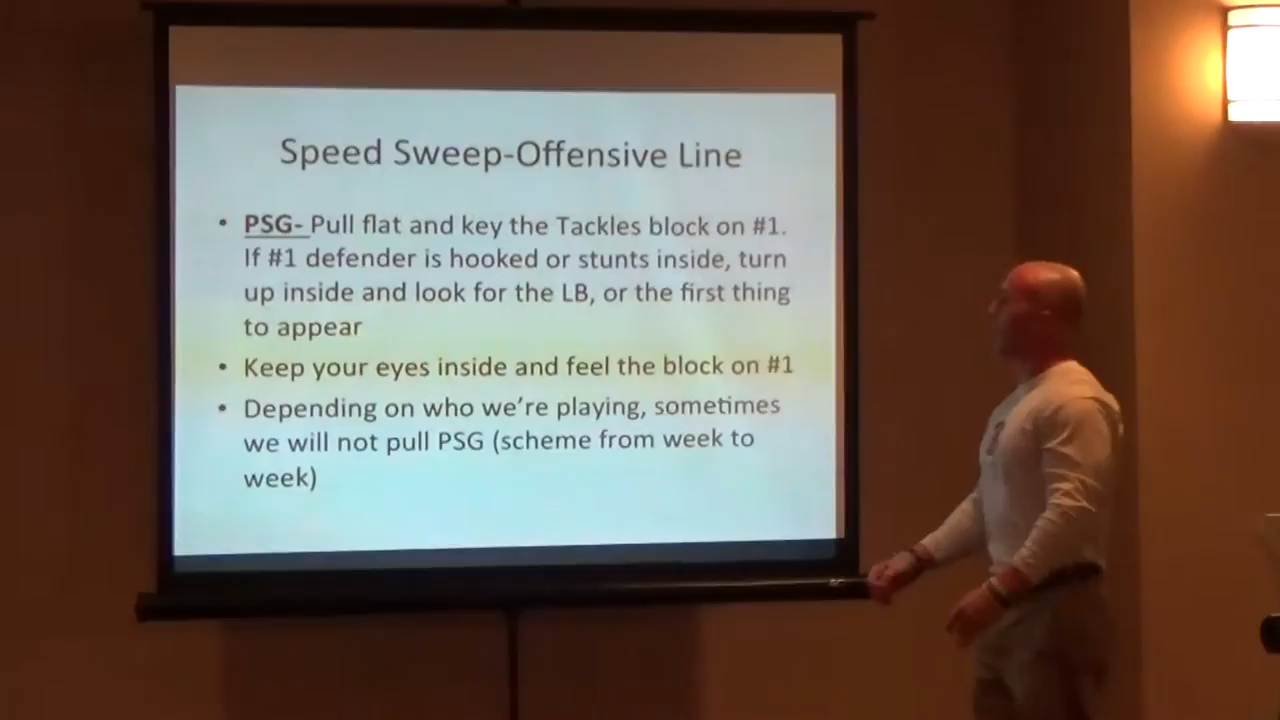 Speed Sweep-Offensive Line
• PSG- Pull flat and key the Tackles block on #1.
If #1 defender is hooked or stunts inside, turn
up inside and look for the LB, or the first thing
to appear
• Keep your eyes inside and feel the block on #1
• Depending on who we're playing, sometimes
we will not pull PSG (scheme from week to
week)